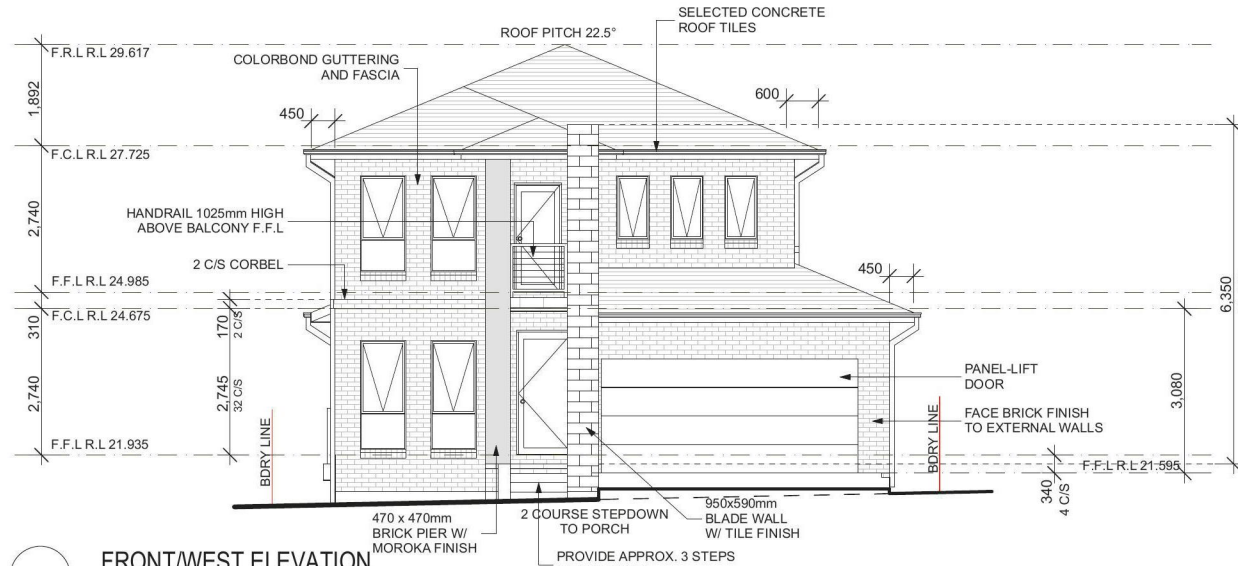 SELECTED CONCRETE
ROOF TILES
ROOF PITCH 22.5°
F.R.L R.L 29.617
COLORBOND GUTTERING
AND FASCIA
1,892
450
600
F.C.L R.L 27.725
2,740
HANDRAIL 1025mm HIGH
ABOVE BALCONY F.F.L
2 C/S CORBEL
F.F.L R.L 24.985
450
6,350
F.C.L R.L 24.675
310
170
2 C/S
2,740
2,745
32 C/S
PANEL-LIFT
DOOR
3,080
FACE BRICK FINISH
TO EXTERNAL WALLS
F.F.L R.L 21.935
BDRY LINE
BDRY LINE
F.F.L R.L 21.595
340
4 C/S
470 x 470mm
BRICK PIER W/
MOROKA FINISH
2 COURSE STEPDOWN
TO PORCH
950x590mm
BLADE WALL
W/ TILE FINISH
PROVIDE APPROX. 3 STEPS
FRONT/WEST ELEVATION